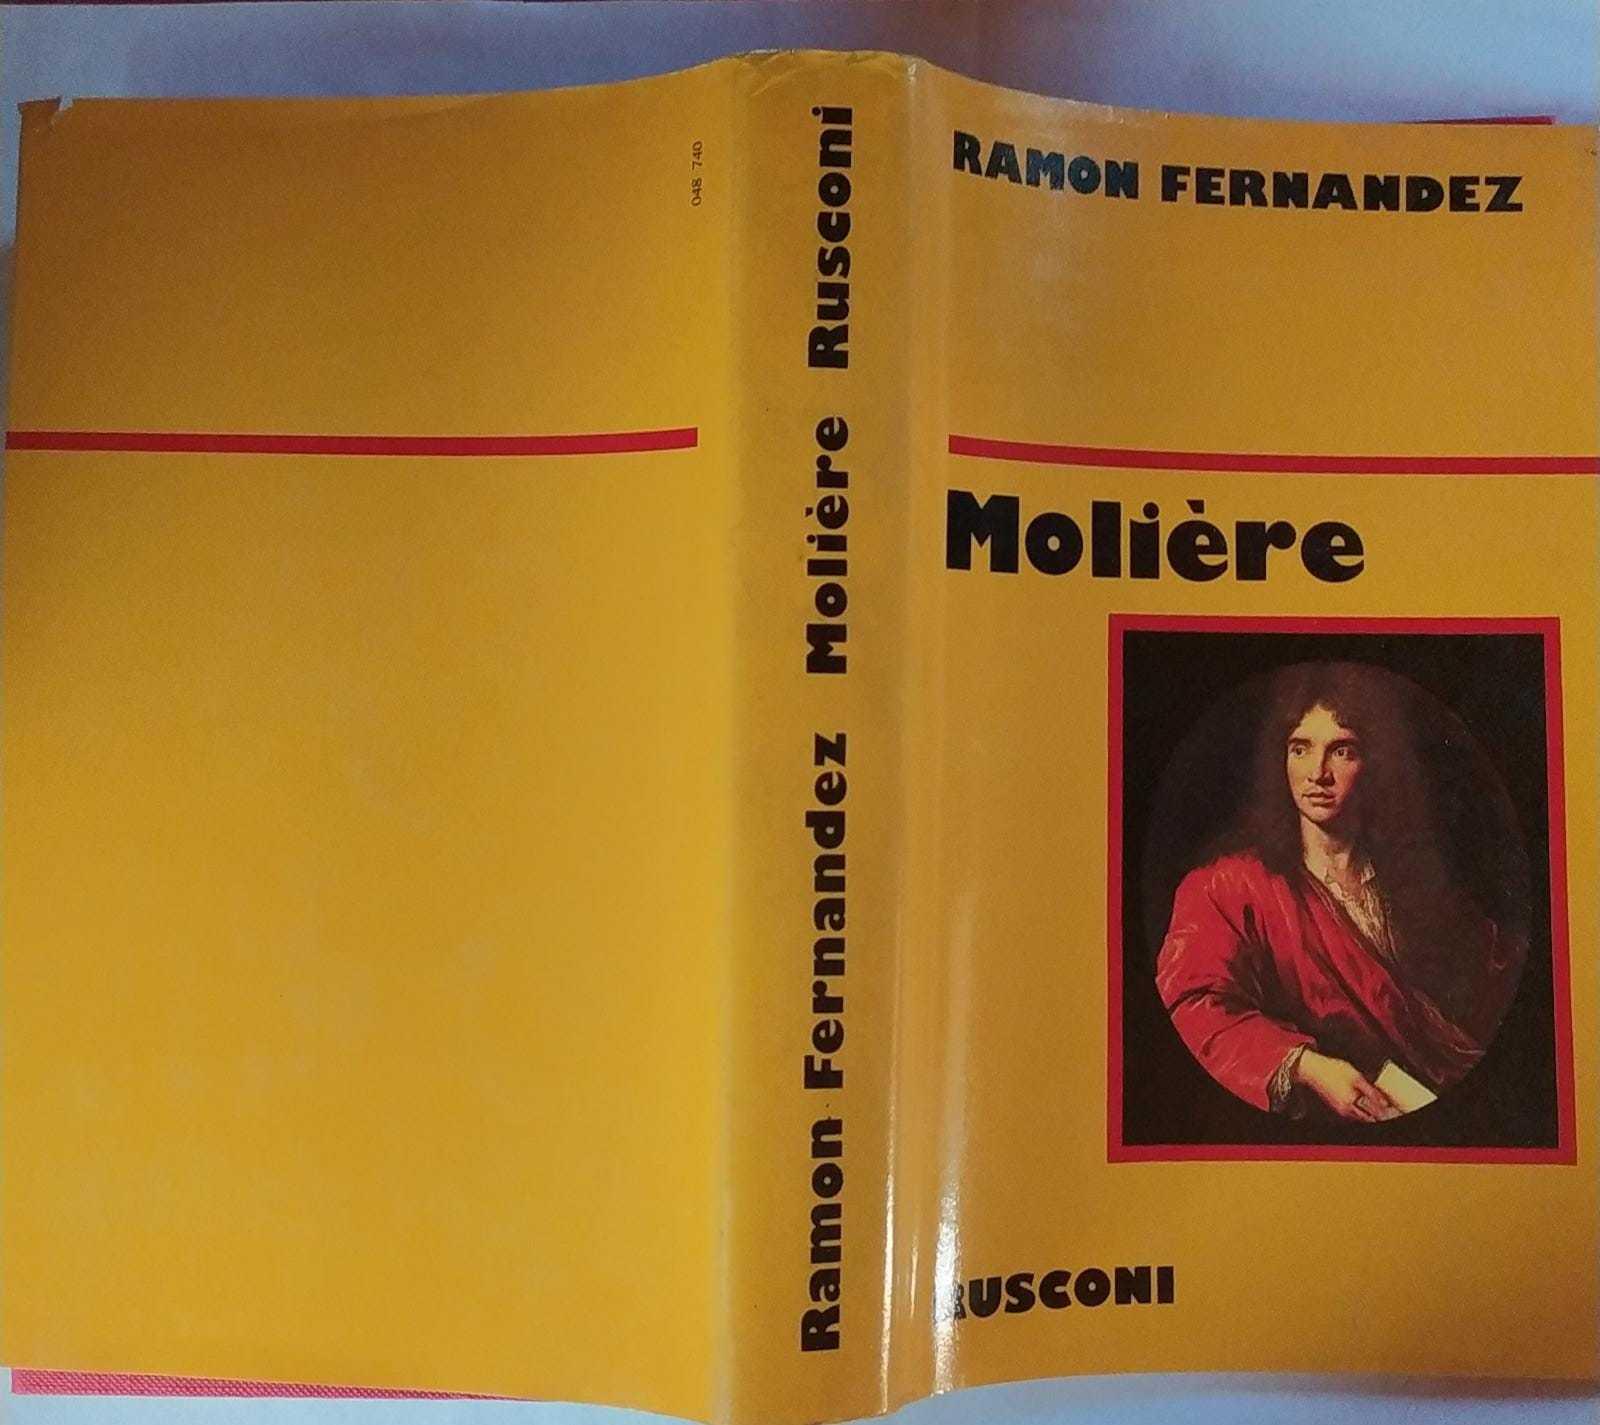 048 740
Ramon Fernandez Molière Rusconi
RAMON FERNANDEZ
Molière
RUSCONI